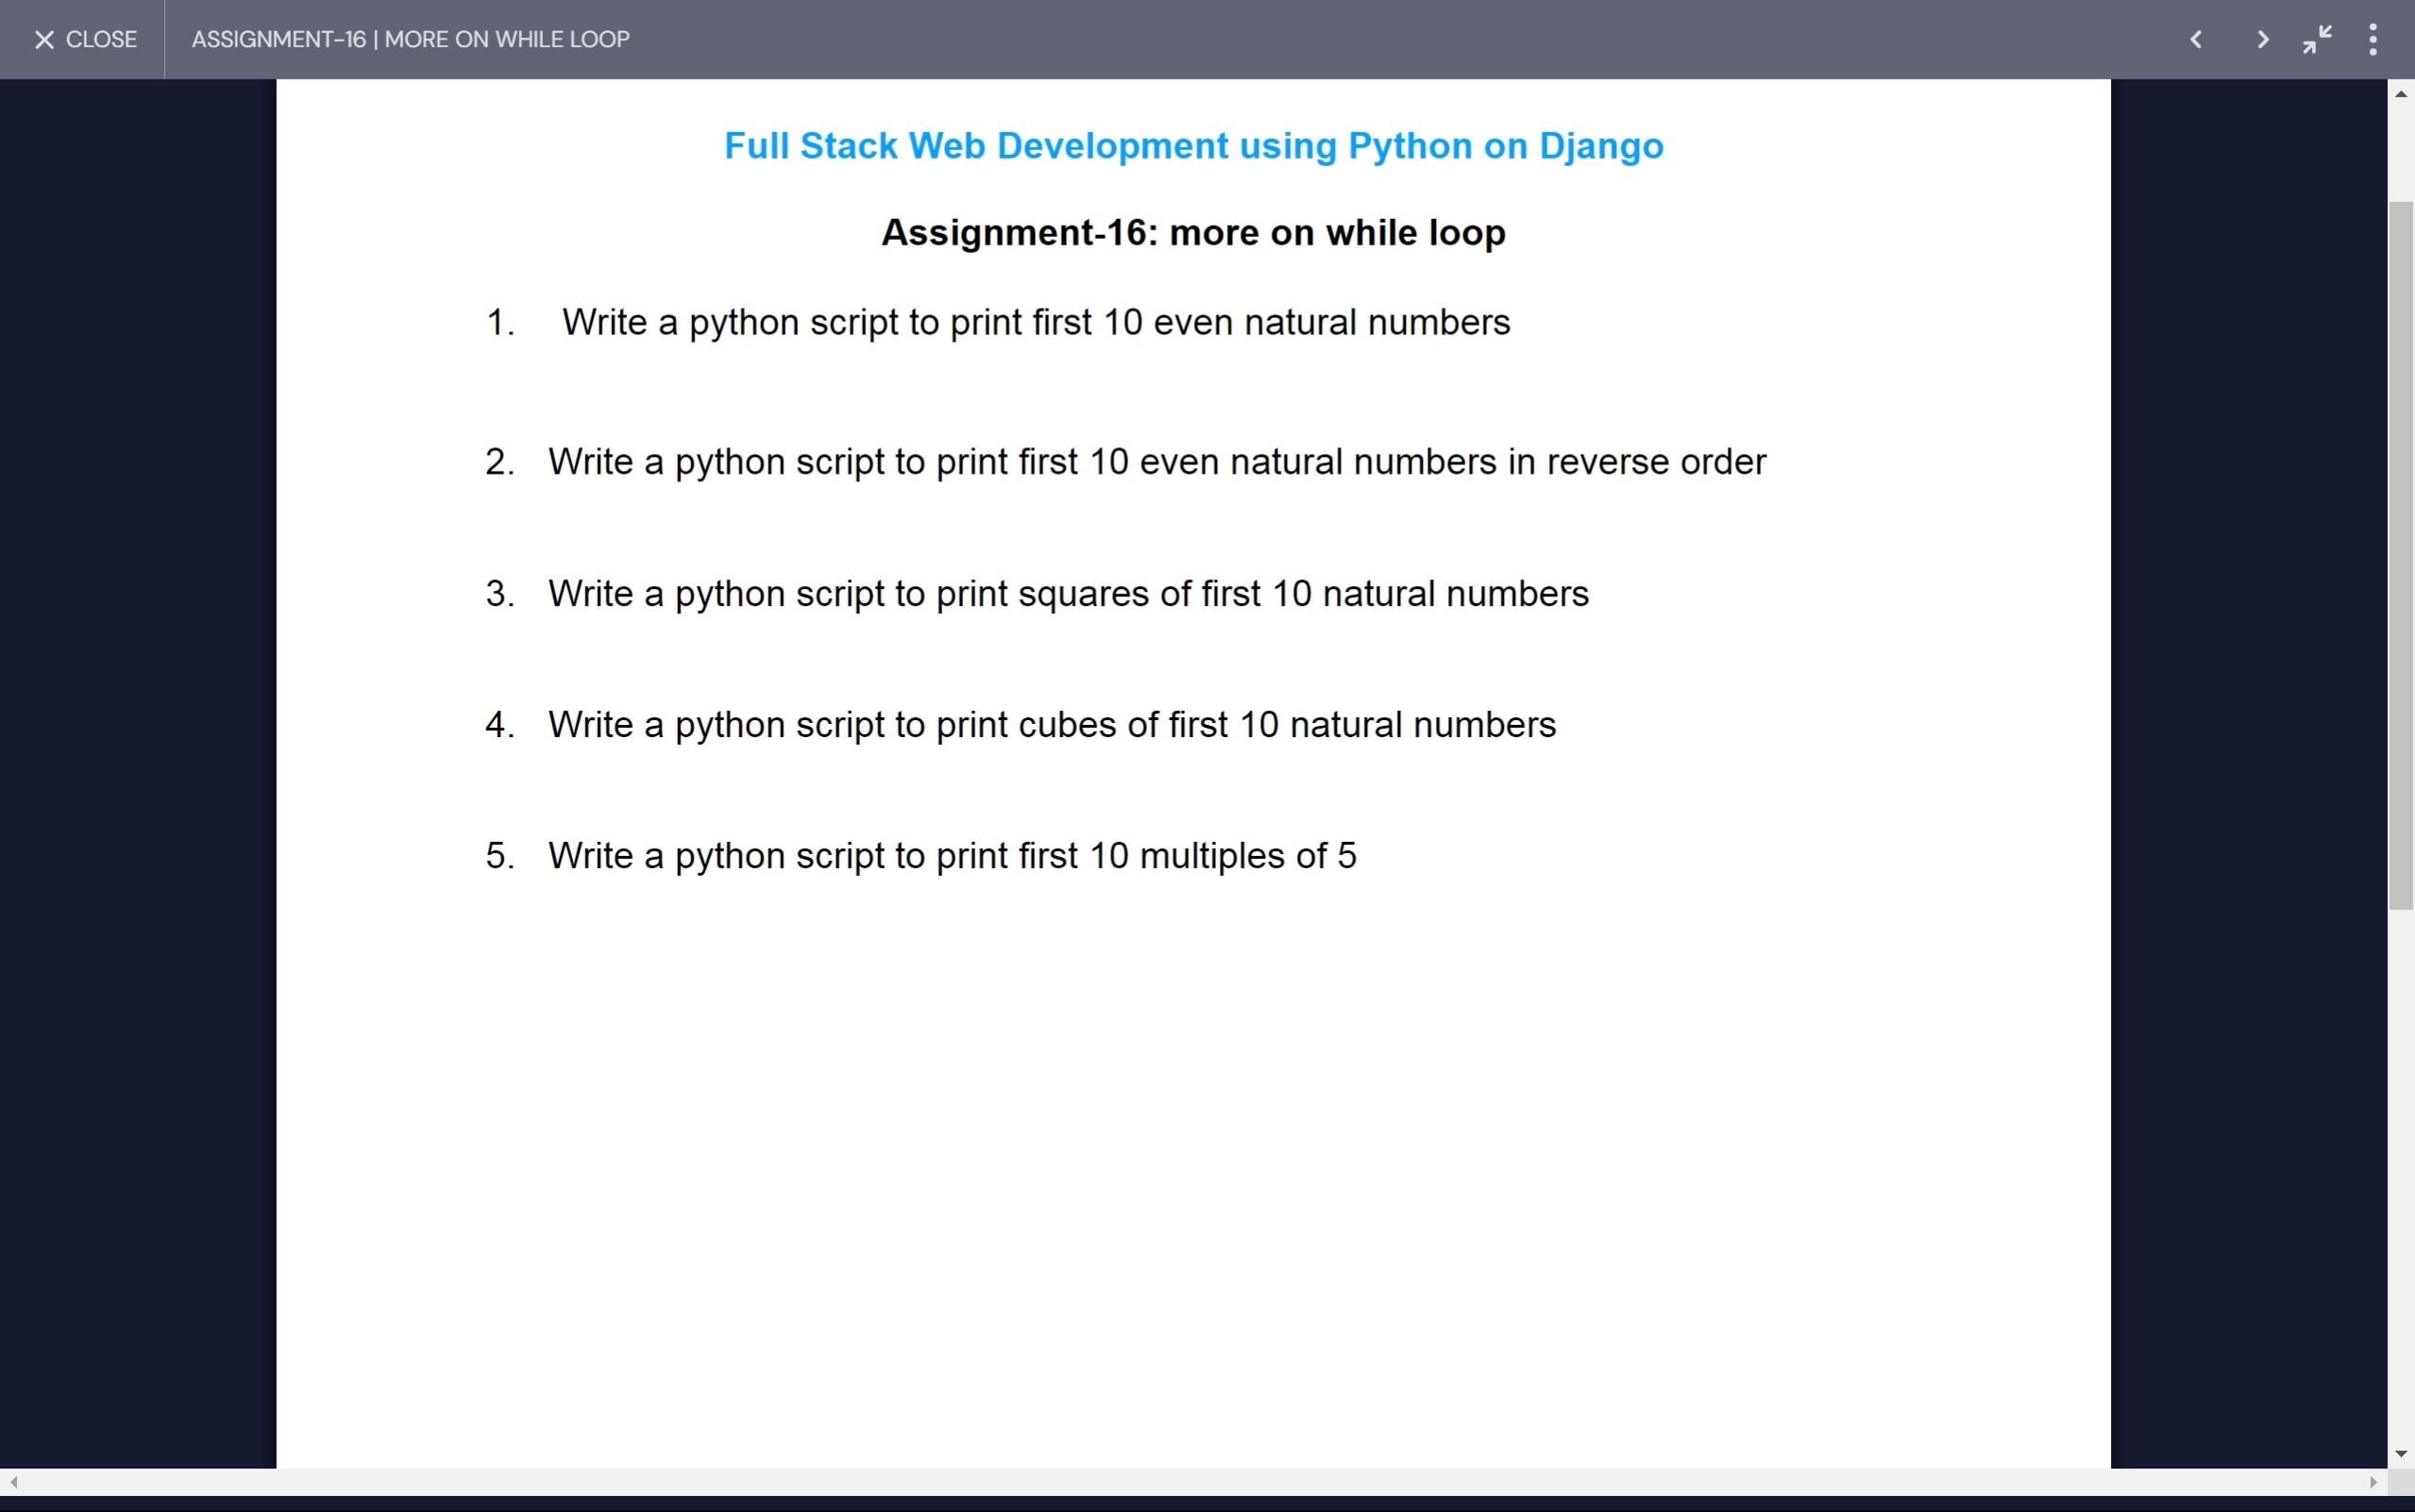 CLOSE
ASSIGNMENT-16 | MORE ON WHILE LOOP
Full Stack Web Development using Python on Django
Assignment-16: more on while loop
1. Write a python script to print first 10 even natural numbers
2. Write a python script to print first 10 even natural numbers in reverse order
3. Write a python script to print squares of first 10 natural numbers
4. Write a python script to print cubes of first 10 natural numbers
5. Write a python script to print first 10 multiples of 5